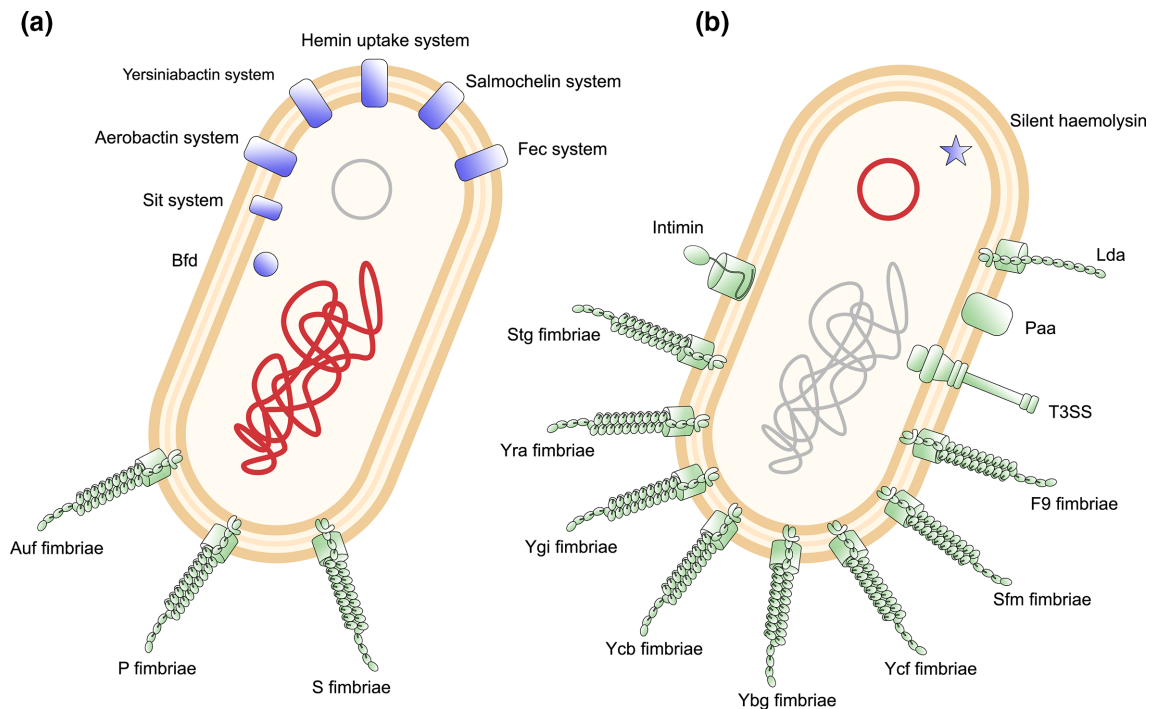 (a)
Hemin uptake system
Yersiniabactin system
Salmochelin system
Aerobactin system
Fec system
Sit system
Bfd
Auf fimbriae
P fimbriae
S fimbriae
(b)
Silent haemolysin
Intimin
Lda
Stg fimbriae
Paa
T3SS
Yra fimbriae
F9 fimbriae
Ygi fimbriae
Sfm fimbriae
Ycb fimbriae
Ycf fimbriae
Ybg fimbriae